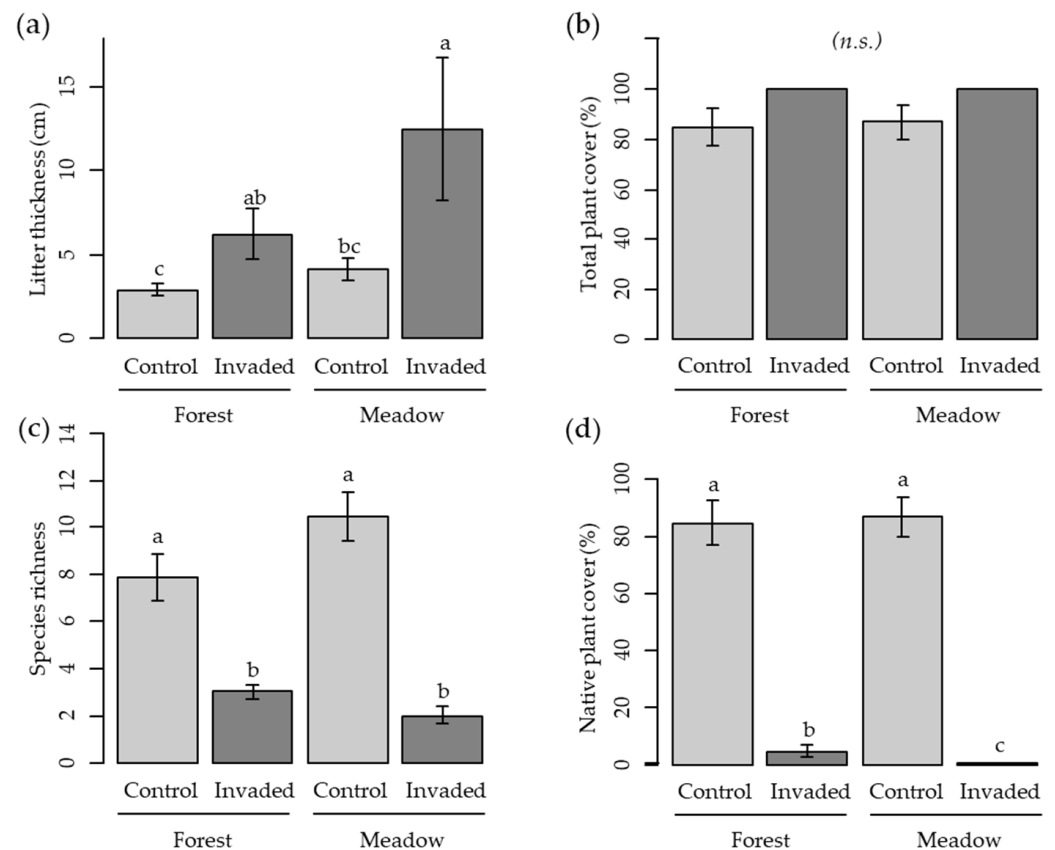 (a)
Litter thickness (cm)
15
10
5
0
c
ab
bc
a
Control Invaded Control Invaded
Forest Meadow
(b)
(n.s.)
Total plant cover (%)
100
80
60
40
20
0
Control Invaded Control Invaded
Forest Meadow
(c)
Species richness
14
12
10
8
6
4
2
0
a
b
a
b
Control Invaded Control Invaded
Forest Meadow
(d)
Native plant cover (%)
100
80
60
40
20
0
a
b
a
c
Control Invaded Control Invaded
Forest Meadow